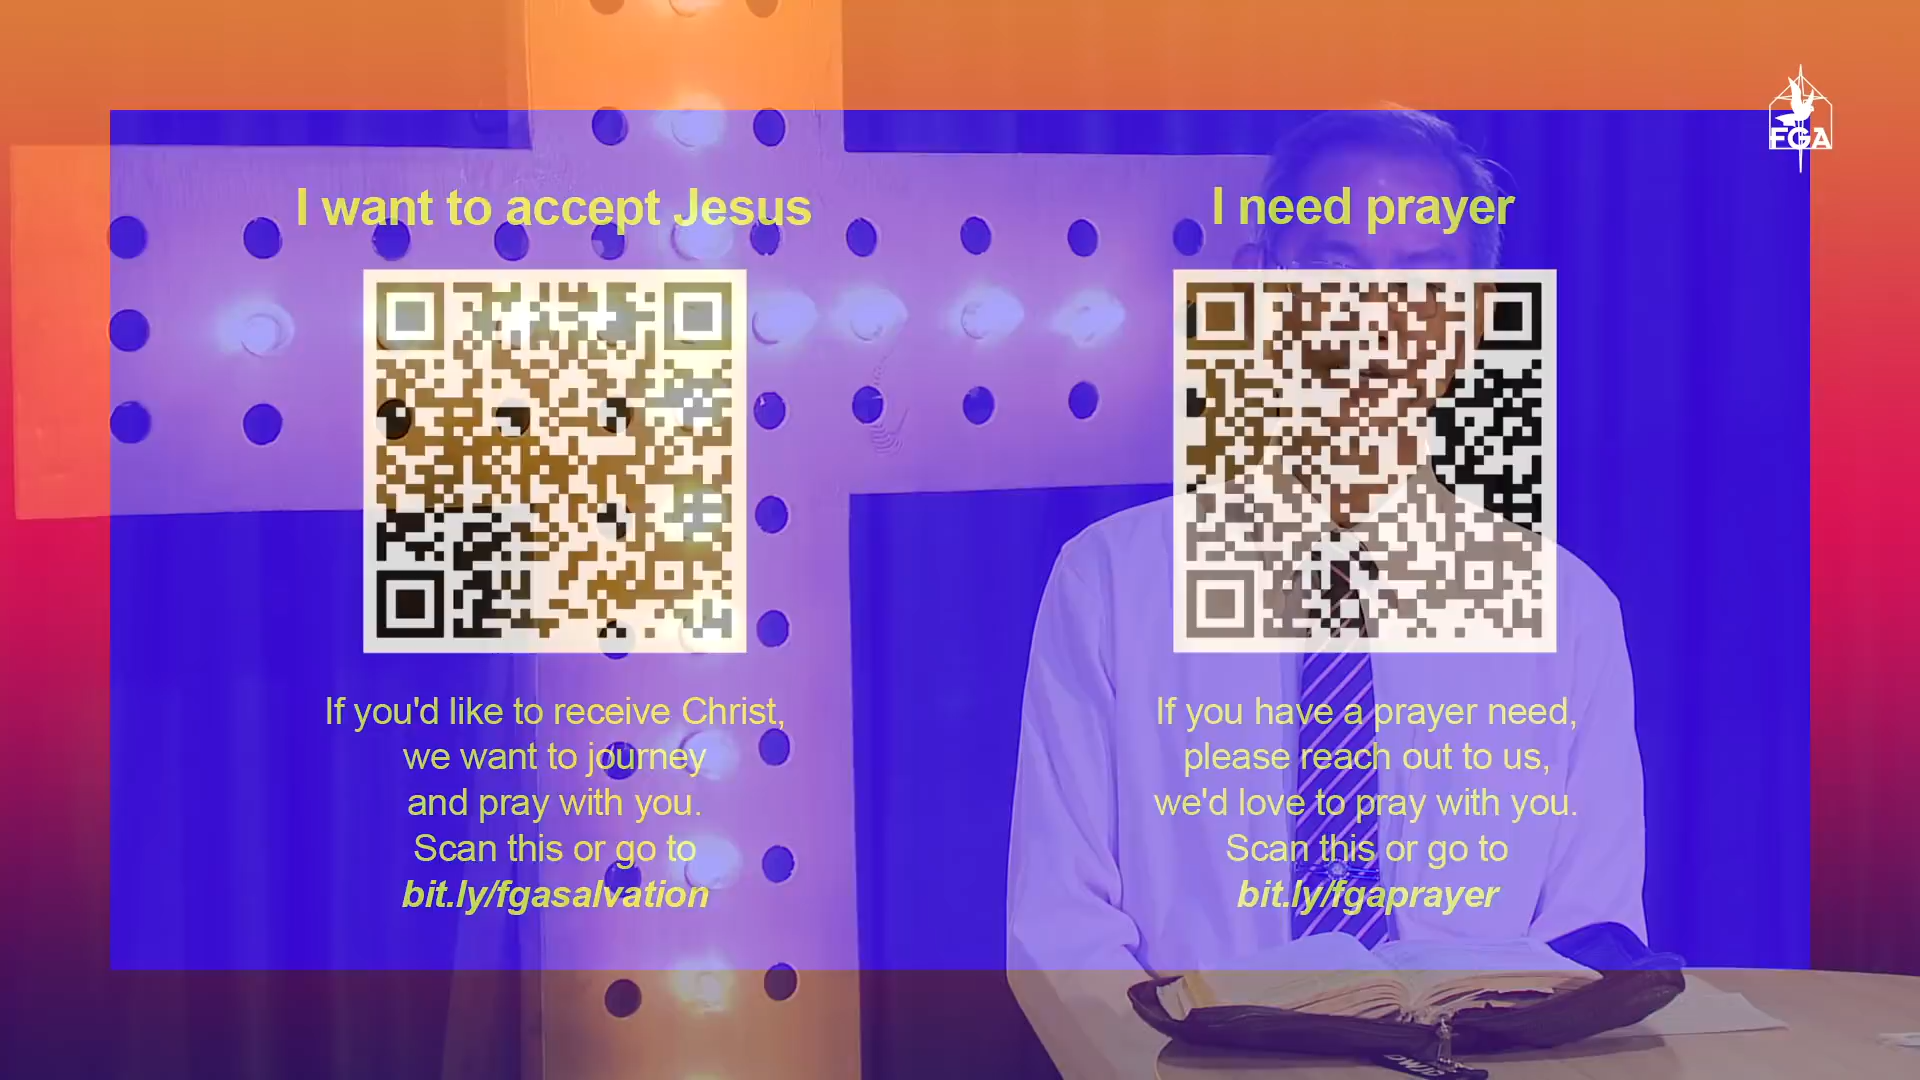 FGA
I want to accept Jesus
If you'd like to receive Christ,
we want to journey
and pray with you.
Scan this or go to
bit.ly/fgasalvation
I need prayer
If you have a prayer need,
please reach out to us,
we'd love to pray with you.
Scan this or go to
bit.ly/fgaprayer